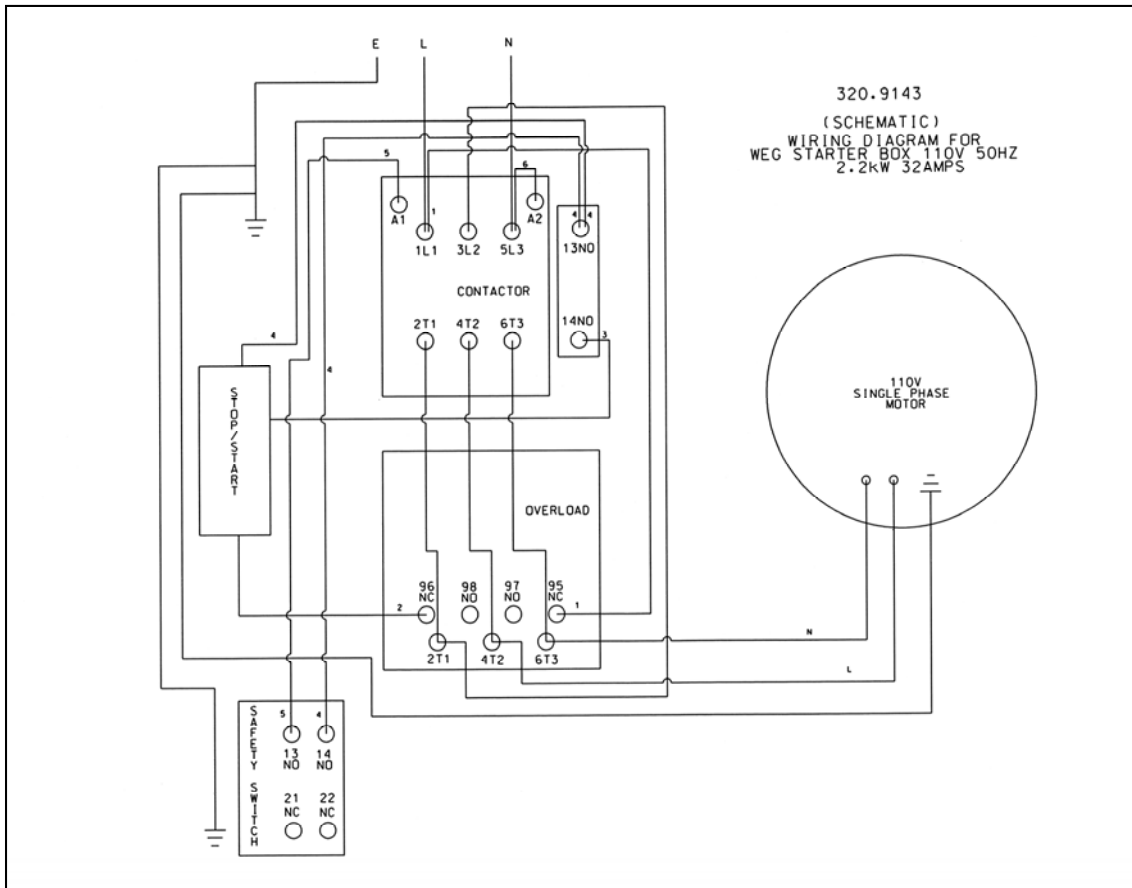 E L N
320.9143
(SCHEMATIC)
WIRING DIAGRAM FOR
WEG STARTER BOX 110V 50HZ
2.2kW 32AMPS
5 6
A1 1 A2 4 4
1L1 3L2 5L3 13NO
CONTACTOR
2T1 4T2 6T3 14NO
4 3
4
STOP/START
110V
SINGLE PHASE
MOTOR
OVERLOAD
96 98 97 95
NC NO NO NC
2 1
2T1 4T2 6T3
N
L
SAFETY SWITCH
5 4
13 14
NO NO
21 22
NC NC